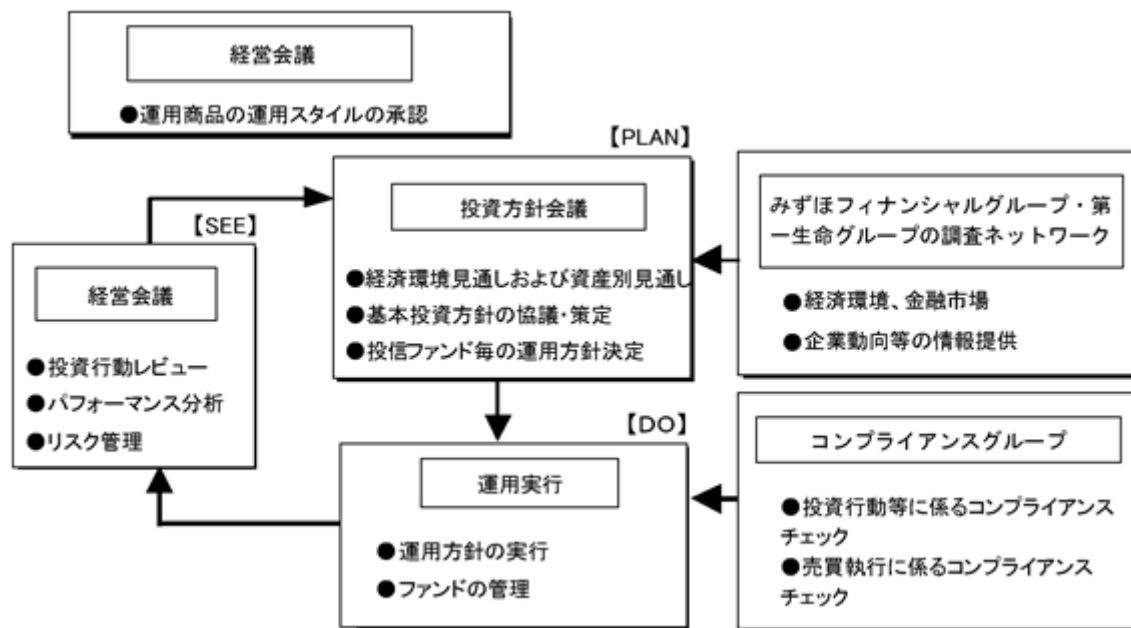 経営会議
●運用商品の運用スタイルの承認
【PLAN】
投資方針会議
●経済環境見通しおよび資産別見通し
●基本投資方針の協議・策定
●投信ファンド毎の運用方針決定
みずほフィナンシャルグループ・第
一生命グループの調査ネットワーク
●経済環境、金融市場
●企業動向等の情報提供
【SEE】
経営会議
●投資行動レビュー
●パフォーマンス分析
●リスク管理
【DO】
運用実行
●運用方針の実行
●ファンドの管理
コンプライアンスグループ
●投資行動等に係るコンプライアンス
チェック
●売買執行に係るコンプライアンス
チェック